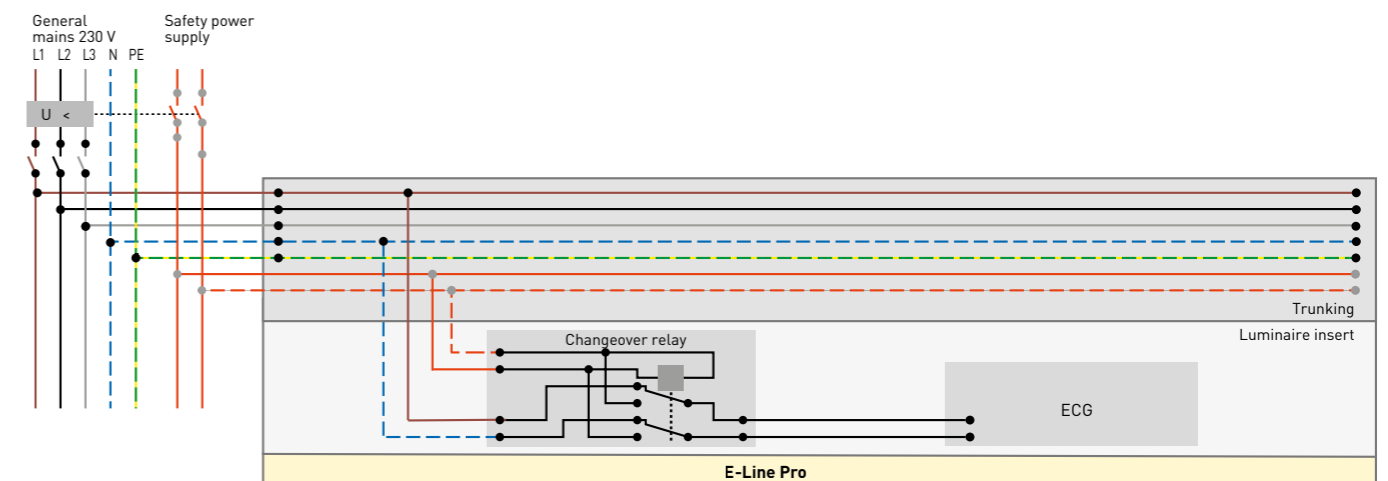 General
mains 230 V
Safety power
supply
L1 L2 L3 N PE
U <
Trunking
Luminaire insert
Changeover relay
ECG
E-Line Pro